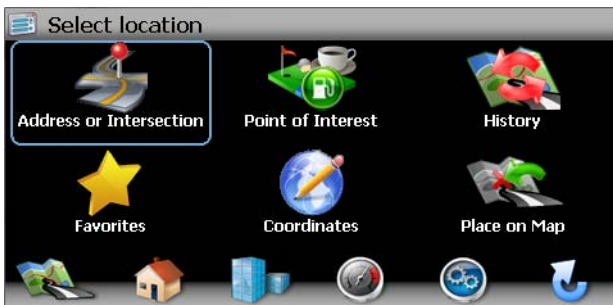 Select location
Address or Intersection
Point of Interest
History
Favorites
Coordinates
Place on Map